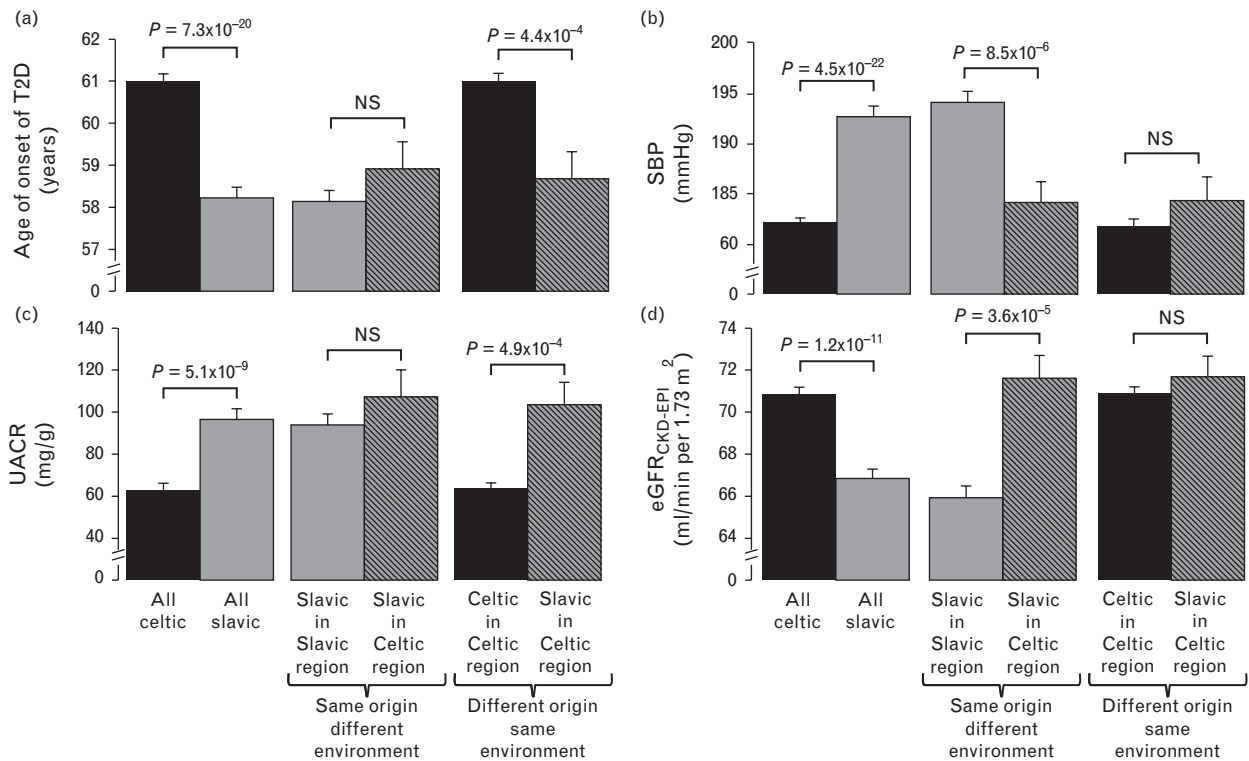 (a)
P = 7.3x10⁻²⁰
P = 4.4x10⁻⁴
NS
Age of onset of T2D
(years)
62
61
60
59
58
57
0
(b)
P = 4.5x10⁻²²
P = 8.5x10⁻⁶
NS
SBP
(mmHg)
200
195
190
185
60
0
(c)
P = 5.1x10⁻⁹
NS
P = 4.9x10⁻⁴
UACR
(mg/g)
140
120
100
80
60
40
0
All
celtic
All
slavic
Slavic
in
Slavic
region
Slavic
in
Celtic
region
Celtic
in
Celtic
region
Slavic
in
Celtic
region
Same origin
different
environment
Different origin
same
environment
(d)
P = 1.2x10⁻¹¹
P = 3.6x10⁻⁵
NS
eGFR CKD-EPI
(ml/min per 1.73 m ²
)
74
72
70
68
66
64
0
All
celtic
All
slavic
Slavic
in
Slavic
region
Slavic
in
Celtic
region
Celtic
in
Celtic
region
Slavic
in
Celtic
region
Same origin
different
environment
Different origin
same
environment